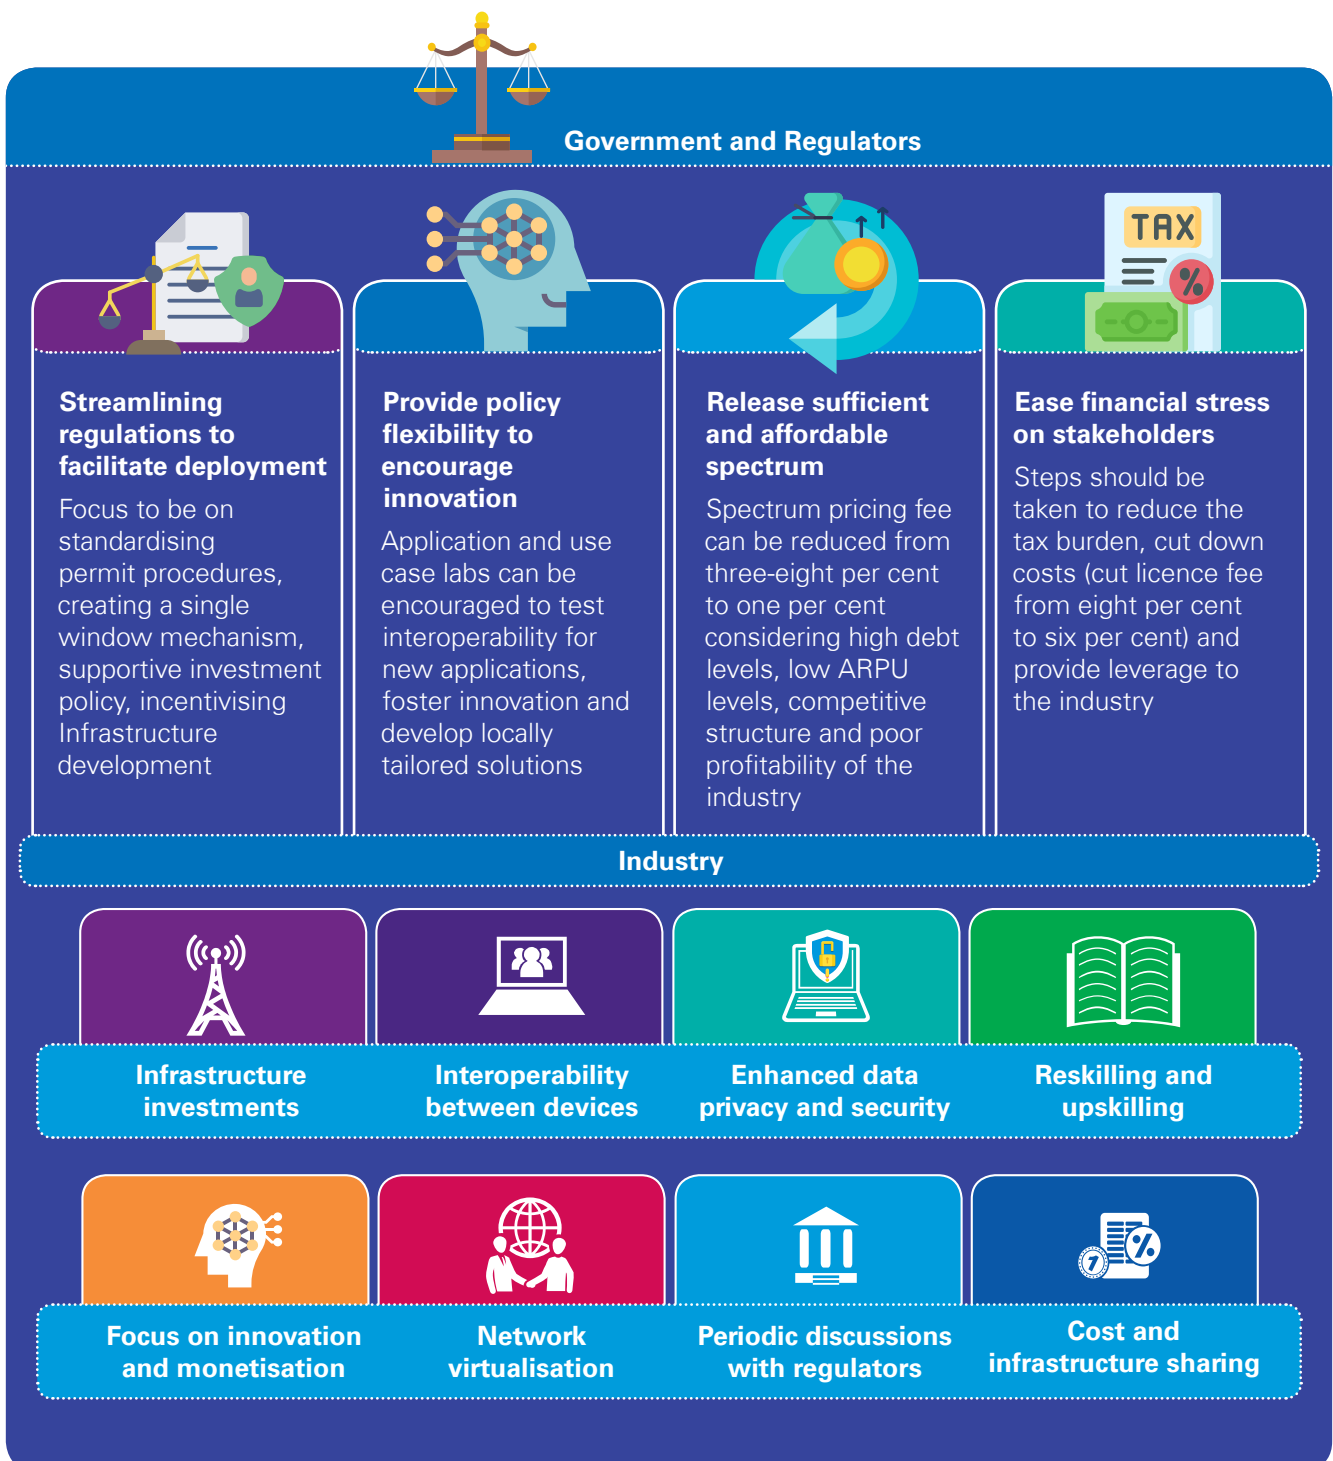 Government and Regulators
TAX
%
Streamlining
regulations to
facilitate deployment
Focus to be on
standardising
permit procedures,
creating a single
window mechanism,
supportive investment
policy, incentivising
Infrastructure
development
Provide policy
flexibility to
encourage
innovation
Application and use
case labs can be
encouraged to test
interoperability for
new applications,
foster innovation and
develop locally
tailored solutions
Release sufficient
and affordable
spectrum
Spectrum pricing fee
can be reduced from
three-eight per cent
to one per cent
considering high debt
levels, low ARPU
levels, competitive
structure and poor
profitability of the
industry
Ease financial stress
on stakeholders
Steps should be
taken to reduce the
tax burden, cut down
costs (cut licence fee
from eight per cent
to six per cent) and
provide leverage to
the industry
Industry
Infrastructure
investments
Interoperability
between devices
Enhanced data
privacy and security
Reskilling and
upskilling
%
Focus on innovation
and monetisation
Network
virtualisation
Periodic discussions
with regulators
Cost and
infrastructure sharing